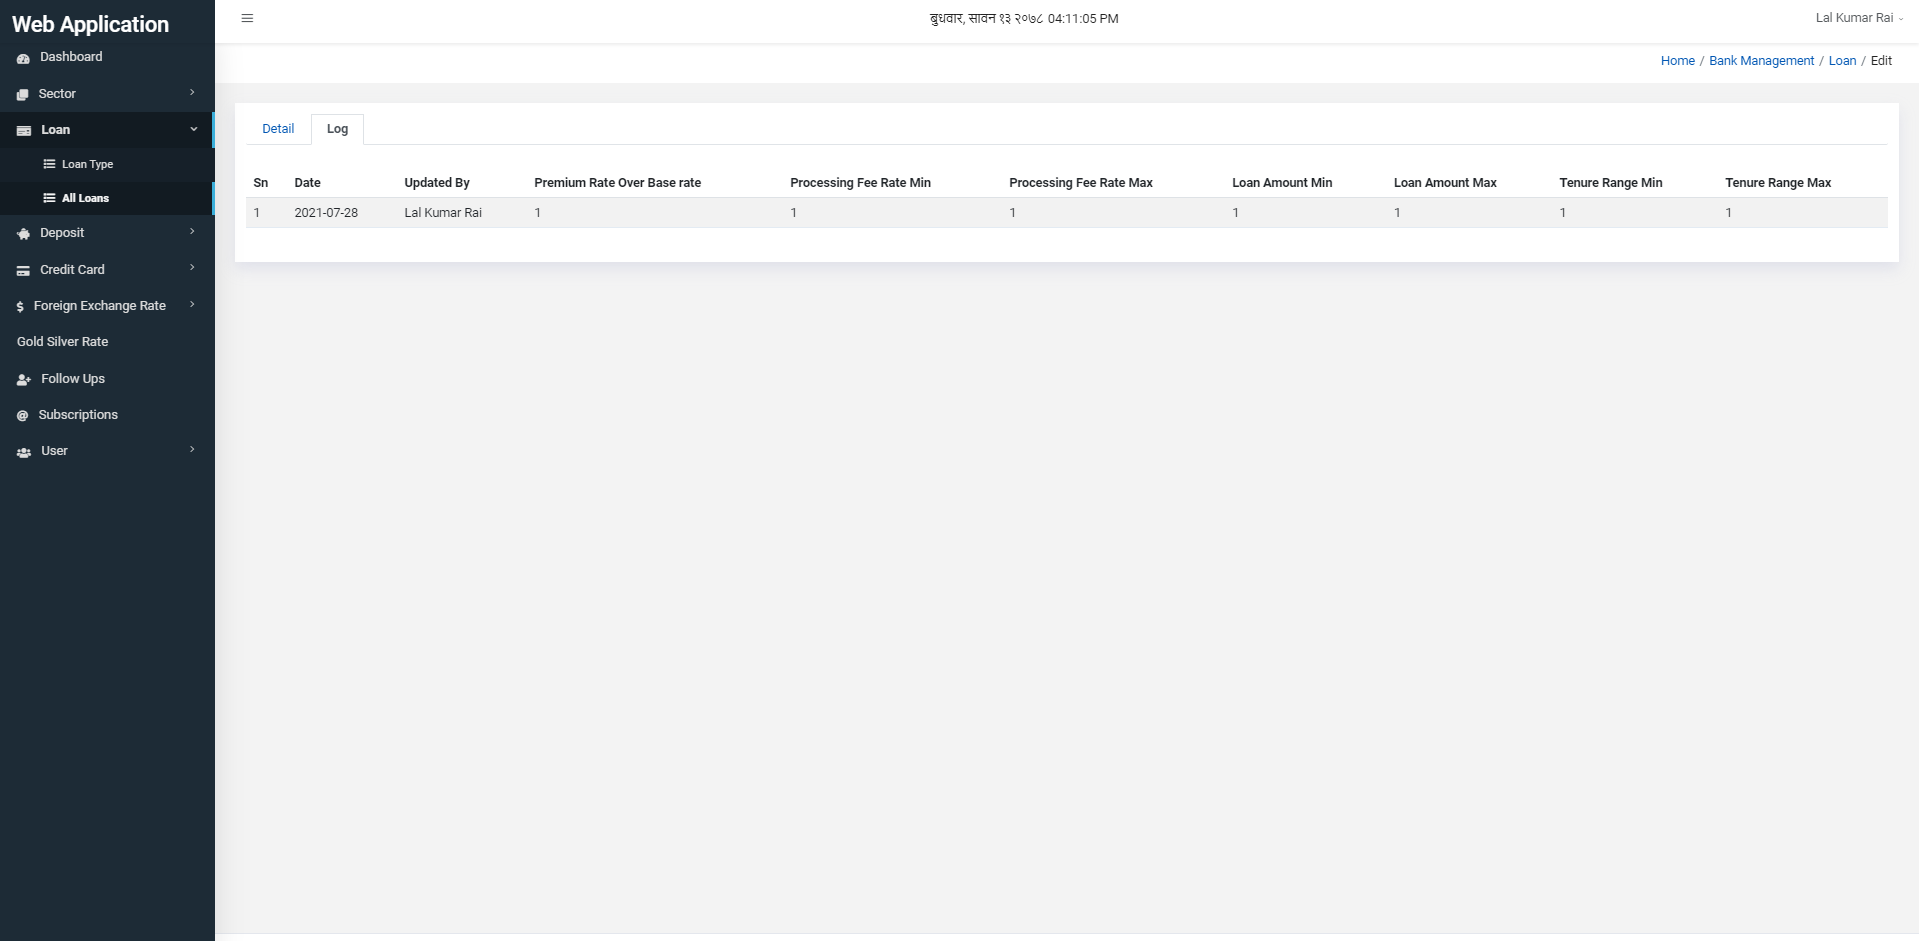 Web Application
बुधवार, सावन १३ २०७८ 04:11:05 PM
Lal Kumar Rai
Dashboard
Sector
Loan
Loan Type
All Loans
Deposit
Credit Card
Foreign Exchange Rate
Gold Silver Rate
Follow Ups
Subscriptions
User
Home / Bank Management / Loan / Edit
Detail Log
Sn Date Updated By Premium Rate Over Base rate Processing Fee Rate Min Processing Fee Rate Max Loan Amount Min Loan Amount Max Tenure Range Min Tenure Range Max
1 2021-07-28 Lal Kumar Rai 1 1 1 1 1 1 1